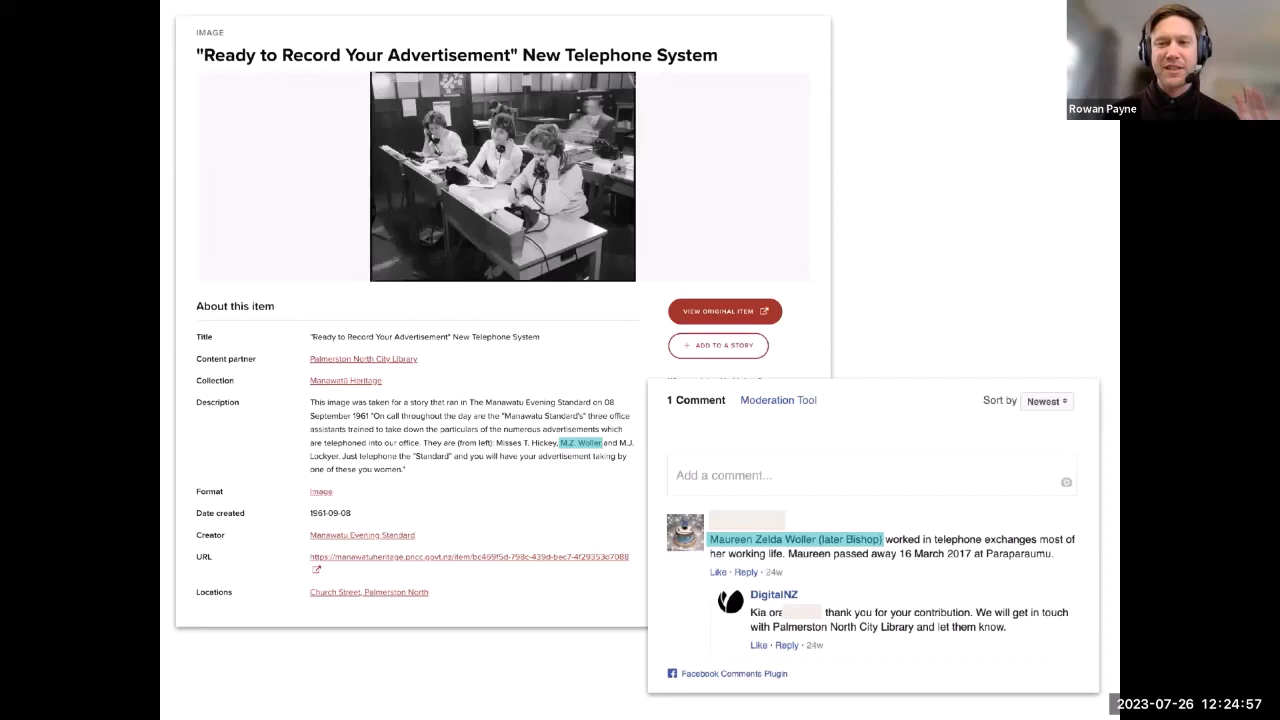 IMAGE
"Ready to Record Your Advertisement" New Telephone System
Rowan Payne
About this item
VIEW ORIGINAL ITEM
+ ADD TO A STORY
Title
"Ready to Record Your Advertisement" New Telephone System
Content partner
Palmerston North City Library
Collection
Manawatū Heritage
Description
This image was taken for a story that ran in The Manawatu Evening Standard on 08
September 1961 "On call throughout the day are the "Manawatu Standard's" three office
assistants trained to take down the particulars of the numerous advertisements which
are telephoned into our office. They are (from left): Misses T. Hickey, M.Z. Woller and M.J.
Lockyer. Just telephone the "Standard" and you will have your advertisement taking by
one of these you women."
Format
Image
Date created
1961-09-08
Creator
Manawatu Evening Standard
URL
https://manawatuheritage.pncc.govt.nz/item/bc469f5d-798c-439d-bec7-4f29353d7088
Locations
Church Street, Palmerston North
1 Comment Moderation Tool
Sort by Newest
Add a comment...
Maureen Zelda Woller (later Bishop) worked in telephone exchanges most of
her working life. Maureen passed away 16 March 2017 at Paraparaumu.
Like · Reply · 24w
DigitalNZ
Kia ora thank you for your contribution. We will get in touch
with Palmerston North City Library and let them know.
Like · Reply · 24w
Facebook Comments Plugin
2023-07-26 12:24:57